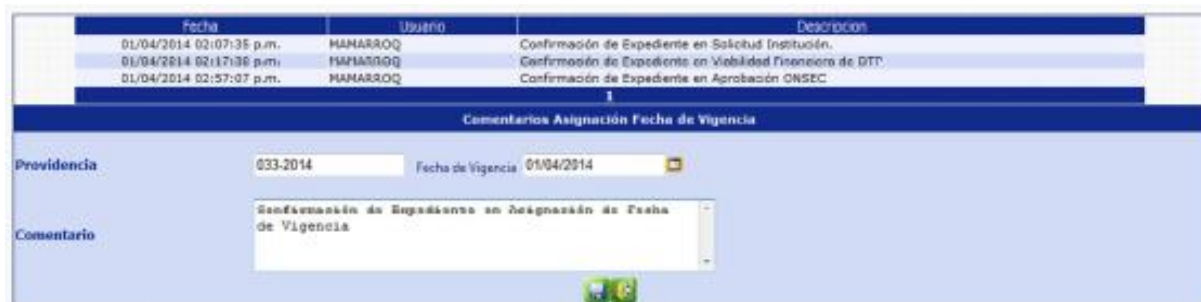 Fecha Usuario Descripcion
01/04/2014 02:07:35 p.m. MAMARROQ Confirmación de Expediente en Solicitud Institución.
01/04/2014 02:17:38 p.m. MAMARROQ Confirmación de Expediente en Viabilidad Financiera de DTP
01/04/2014 02:57:07 p.m. MAMARROQ Confirmación de Expediente en Aprobación ONSEC
1
Comentarios Asignación Fecha de Vigencia
Providencia 033-2014 Fecha de Vigencia 01/04/2014
Confirmación de Expediente en Asignación de Fecha
de Vigencia
Comentario